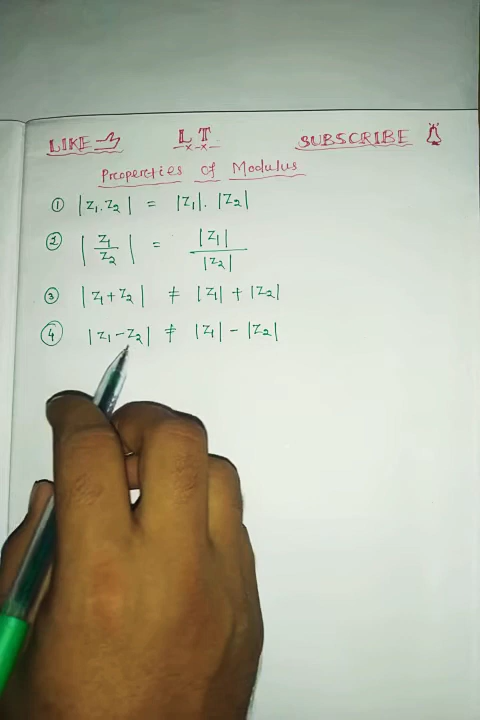 LIKE LT SUBSCRIBE
Properties of Modulus
① |z₁.z₂| = |z₁|.|z₂|
② |z₁/z₂| = |z₁|/|z₂|
③ |z₁+z₂| ≠ |z₁|+|z₂|
④ |z₁-z₂| ≠ |z₁|-|z₂|